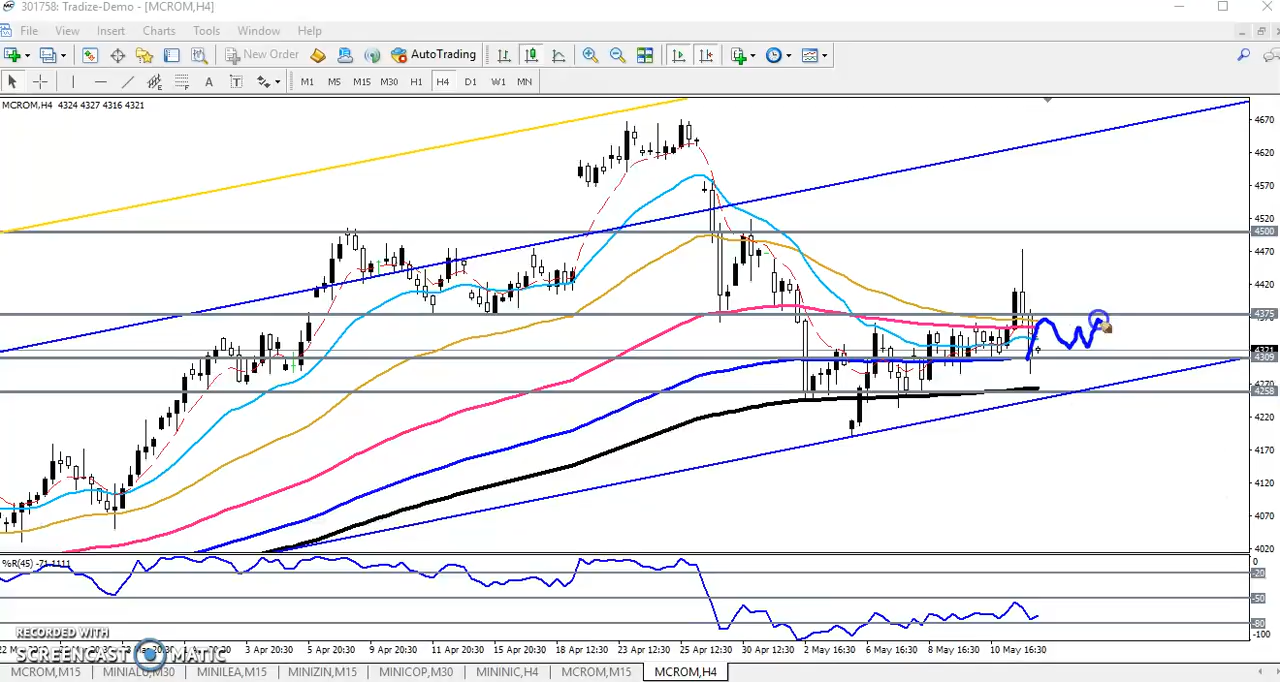 301758: Tradize-Demo - [MCROM,H4]
File View Insert Charts Tools Window Help
New Order AutoTrading
A T M1 M5 M15 M30 H1 H4 D1 W1 MN
MCROM,H4 4324 4327 4316 4321
4670
4620
4570
4520
4500
4470
4420
4375
4321
4309
4270
4258
4220
4170
4120
4070
4020
%R(45) -71.1111
0
-20
-50
-80
-100
RECORDED WITH
SCREENCAST MATIC
3 Apr 20:30 5 Apr 20:30 9 Apr 20:30 11 Apr 20:30 18 Apr 12:30 23 Apr 12:30 25 Apr 12:30 30 Apr 12:30 2 May 16:30 6 May 16:30 8 May 16:30 10 May 16:30
MCROM,M15 MINIALU,M30 MINILEA,M15 MINIZIN,M15 MINICOP,M30 MININIC,H4 MCROM,M15 MCROM,H4